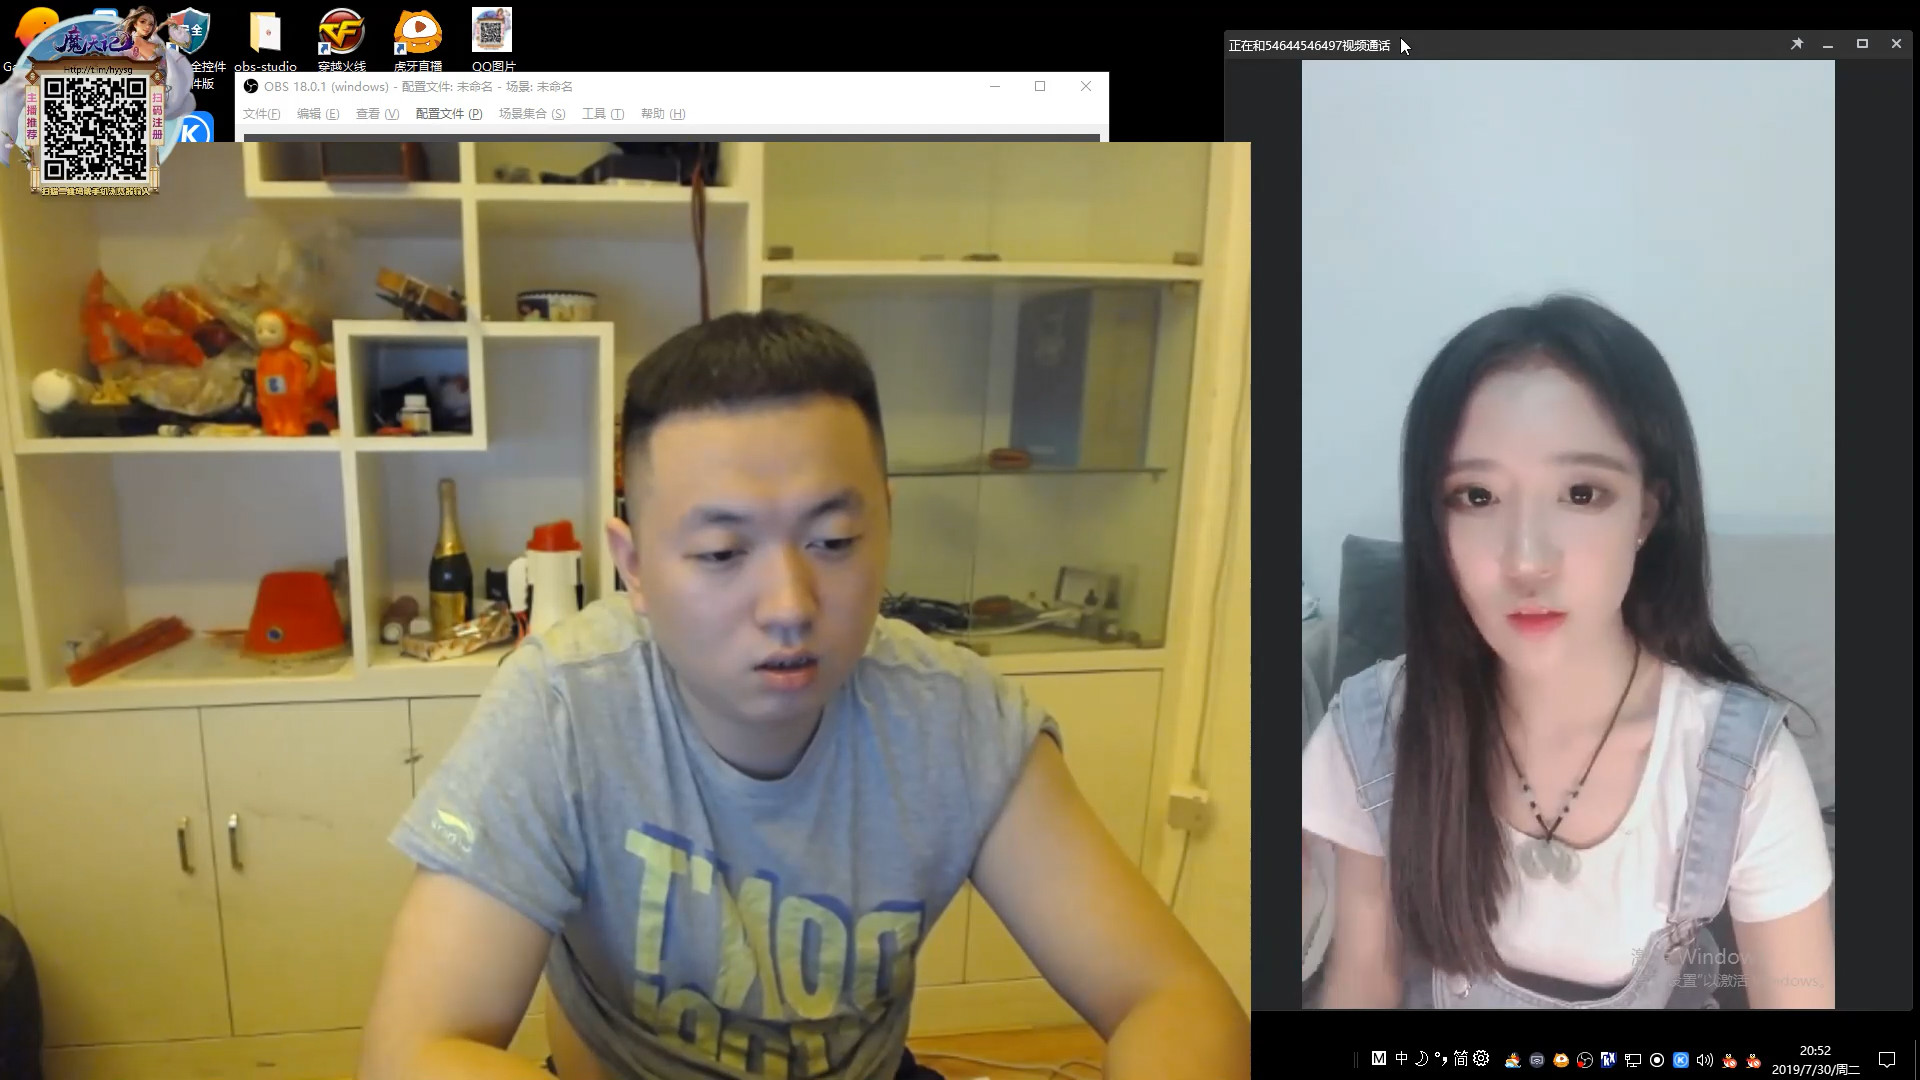 魔天记
Http://t.im/hyysg
主播推荐
扫码注册
全控件
件版
obs-studio
穿越火线
虎牙直播
QQ图片
OBS 18.0.1 (windows) - 配置文件: 未命名 - 场景: 未命名
文件(F) 编辑 (E) 查看 (V) 配置文件 (P) 场景集合 (S) 工具 (T) 帮助 (H)
正在和54644546497视频通话
Window
设置"以激活 Windows。
M 中 简
20:52
2019/7/30/周二